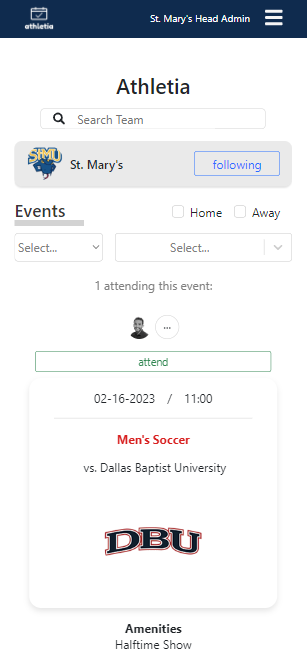 athletia
St. Mary's Head Admin
Athletia
Search Team
StMU
St. Mary's
following
Events
Home
Away
Select...
Select...
1 attending this event:
...
attend
02-16-2023 / 11:00
Men's Soccer
vs. Dallas Baptist University
DBU
Amenities
Halftime Show